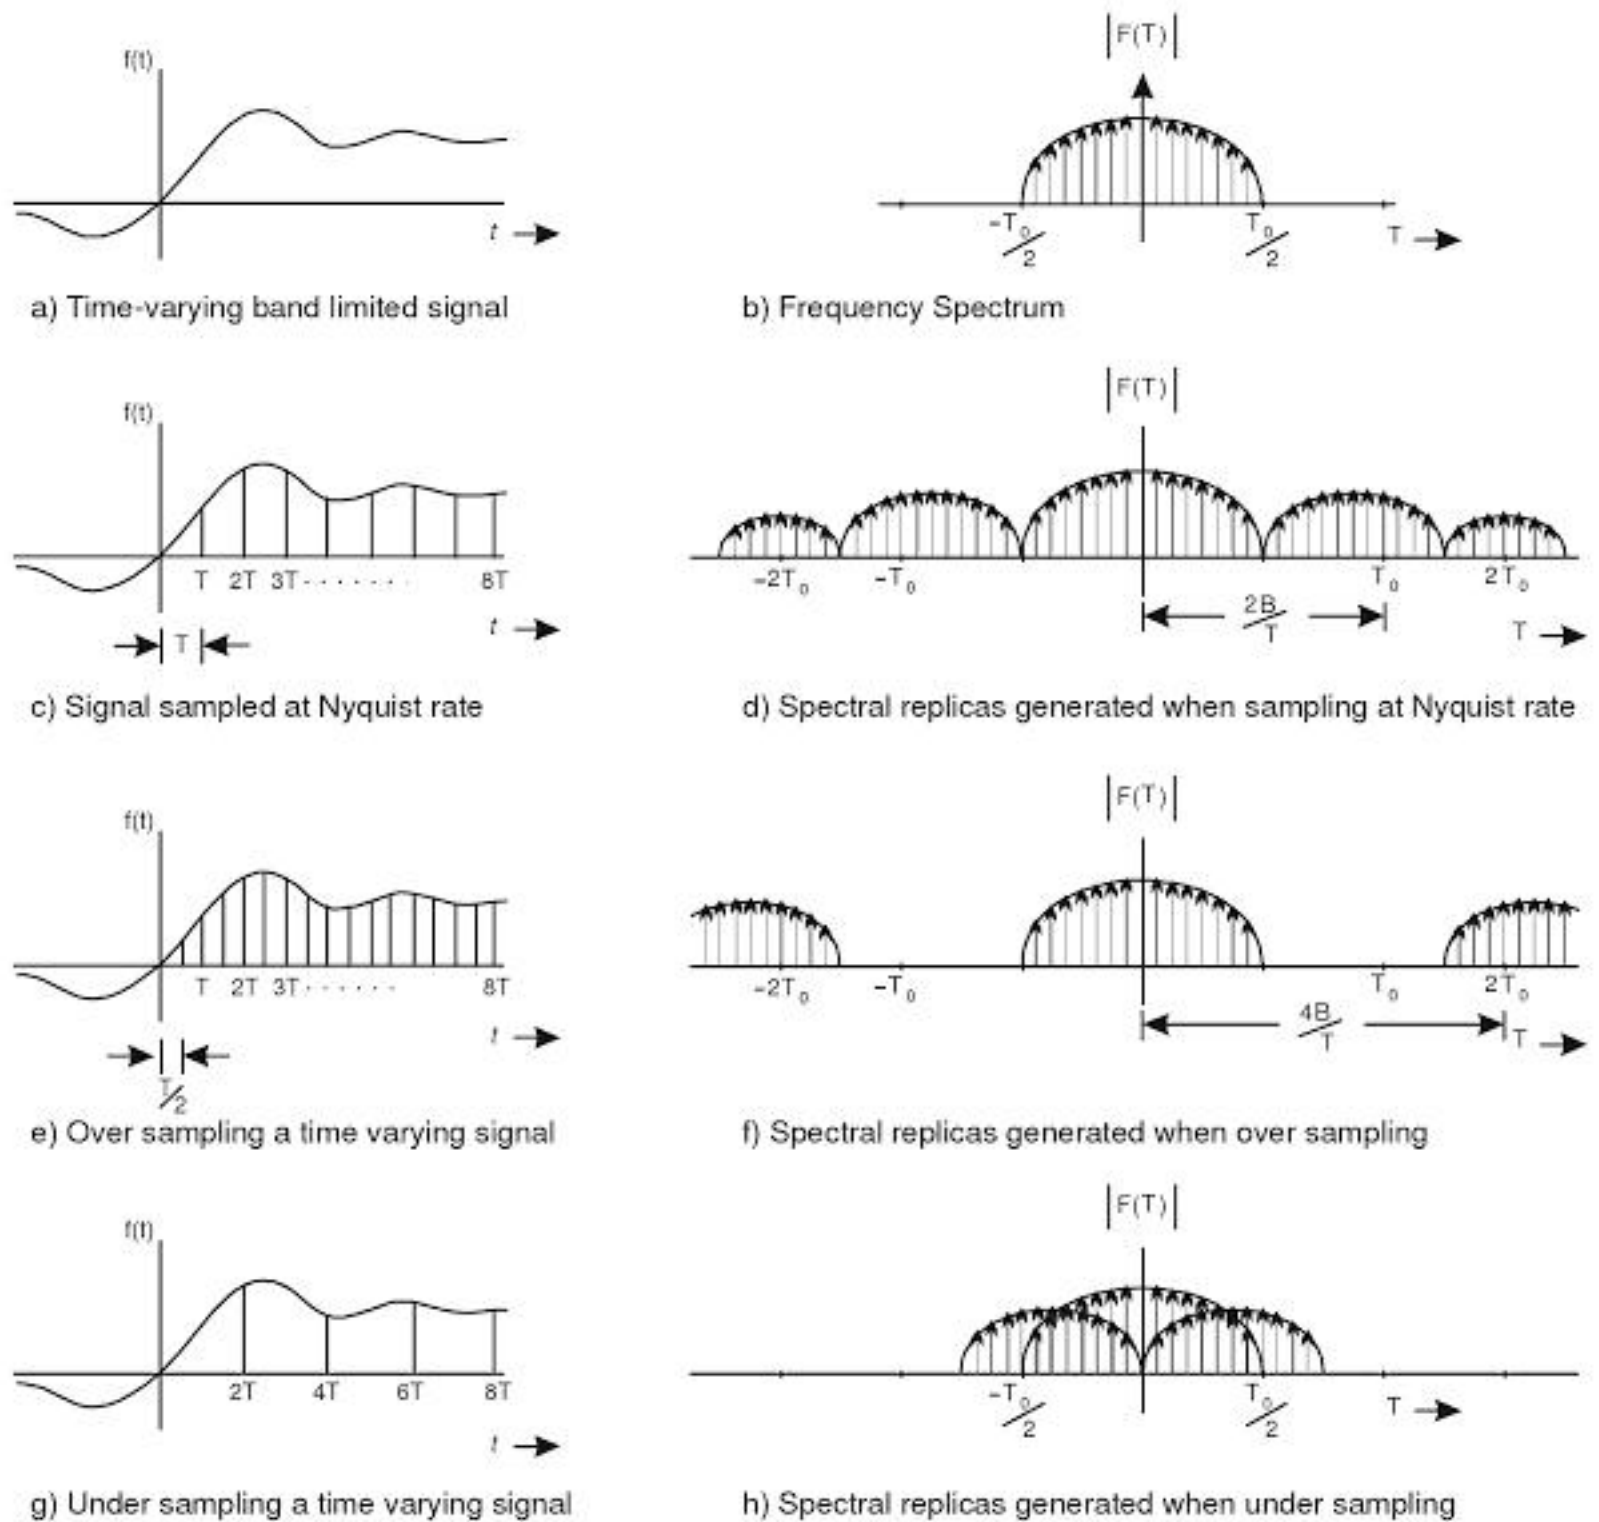 f(t)
|F(T)|
t
-T₀/2 T₀/2 T
a) Time-varying band limited signal
b) Frequency Spectrum
f(t)
|F(T)|
T 2T 3T · · · · · · · 8T
-2T₀ -T₀ T₀ 2T₀
2B/T
t
T
T
c) Signal sampled at Nyquist rate
d) Spectral replicas generated when sampling at Nyquist rate
f(t)
|F(T)|
T 2T 3T · · · · · · 8T
-2T₀ -T₀ T₀ 2T₀
4B/T
t
T
T/2
e) Over sampling a time varying signal
f) Spectral replicas generated when over sampling
f(t)
|F(T)|
2T 4T 6T 8T
-T₀/2 T₀/2 T
t
g) Under sampling a time varying signal
h) Spectral replicas generated when under sampling